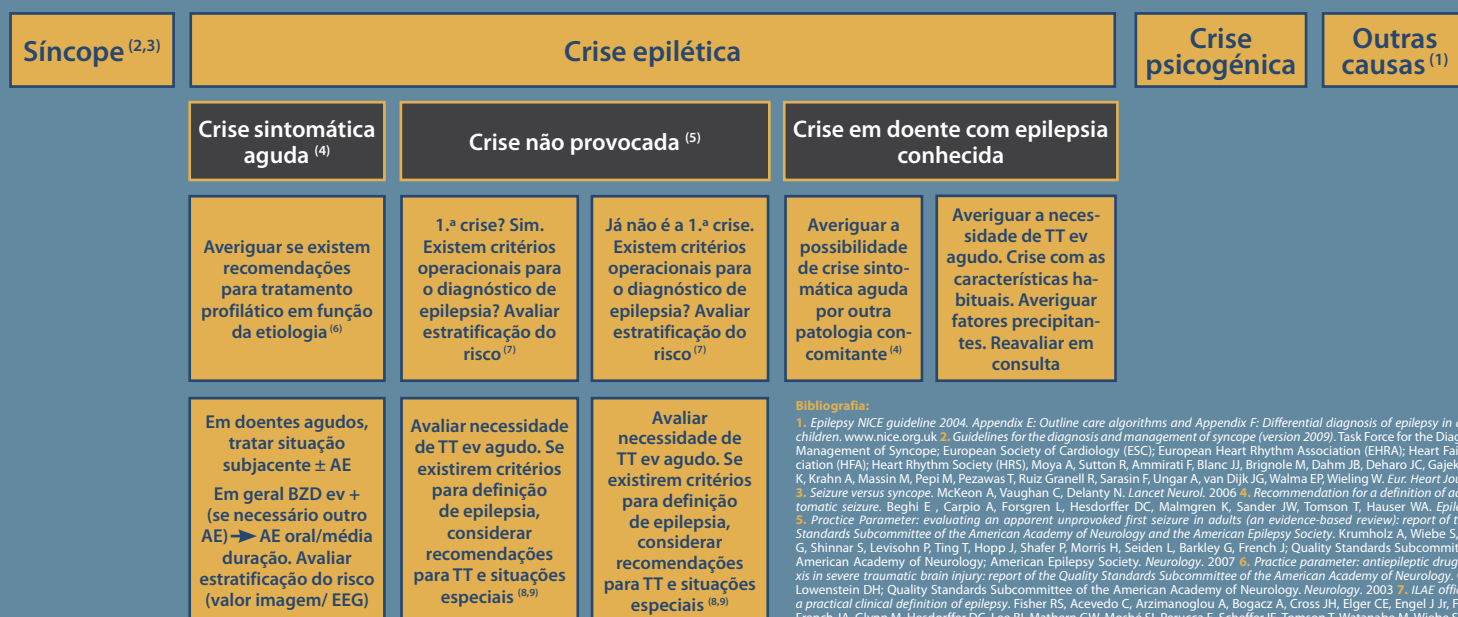 Síncope (2,3)
Crise epilética
Crise
psicogénica
Outras
causas (1)
Crise sintomática
aguda (4)
Crise não provocada (5)
Crise em doente com epilepsia
conhecida
Averiguar se existem
recomendações
para tratamento
profilático em função
da etiologia (6)
1.ª crise? Sim.
Existem critérios
operacionais para
o diagnóstico de
epilepsia? Avaliar
estratificação do
risco (7)
Já não é a 1.ª crise.
Existem critérios
operacionais para
o diagnóstico de
epilepsia? Avaliar
estratificação do
risco (7)
Averiguar a
possibilidade
de crise sinto-
mática aguda
por outra
patologia con-
comitante (4)
Averiguar a neces-
sidade de TT ev
agudo. Crise com as
características ha-
bituais. Averiguar
fatores precipitan-
tes. Reavaliar em
consulta
Em doentes agudos,
tratar situação
subjacente ± AE
Em geral BZD ev +
(se necessário outro
AE)➔ AE oral/média
duração. Avaliar
estratificação do risco
(valor imagem/ EEG)
Avaliar necessidade
de TT ev agudo. Se
existirem critérios
para definição
de epilepsia,
considerar
recomendações
para TT e situações
especiais (8,9)
Avaliar
necessidade de
TT ev agudo. Se
existirem critérios
para definição
de epilepsia,
considerar
recomendações
para TT e situações
especiais (8,9)
Bibliografia:
1. Epilepsy NICE guideline 2004. Appendix E: Outline care algorithms and Appendix F: Differential diagnosis of epilepsy in
children. www.nice.org.uk 2. Guidelines for the diagnosis and management of syncope (version 2009). Task Force for the Diag
Management of Syncope; European Society of Cardiology (ESC); European Heart Rhythm Association (EHRA); Heart Fai
ciation (HFA); Heart Rhythm Society (HRS), Moya A, Sutton R, Ammirati F, Blanc JJ, Brignole M, Dahm JB, Deharo JC, Gajek
K, Krahn A, Massin M, Pepi M, Pezawas T, Ruiz Granell R, Sarasin F, Ungar A, van Dijk JG, Walma EP, Wieling W. Eur. Heart Jou
3. Seizure versus syncope. McKeon A, Vaughan C, Delanty N. Lancet Neurol. 2006 4. Recommendation for a definition of ac
tomatic seizure. Beghi E , Carpio A, Forsgren L, Hesdorffer DC, Malmgren K, Sander JW, Tomson T, Hauser WA. Epile
5. Practice Parameter: evaluating an apparent unprovoked first seizure in adults (an evidence-based review): report of t
Standards Subcommittee of the American Academy of Neurology and the American Epilepsy Society. Krumholz A, Wiebe S,
G, Shinnar S, Levisohn P, Ting T, Hopp J, Shafer P, Morris H, Seiden L, Barkley G, French J; Quality Standards Subcommit
American Academy of Neurology; American Epilepsy Society. Neurology. 2007 6. Practice parameter: antiepileptic drug
xis in severe traumatic brain injury: report of the Quality Standards Subcommittee of the American Academy of Neurology.
Lowenstein DH; Quality Standards Subcommittee of the American Academy of Neurology. Neurology. 2003 7. ILAE offic
a practical clinical definition of epilepsy. Fisher RS, Acevedo C, Arzimanoglou A, Bogacz A, Cross JH, Elger CE, Engel J Jr, F